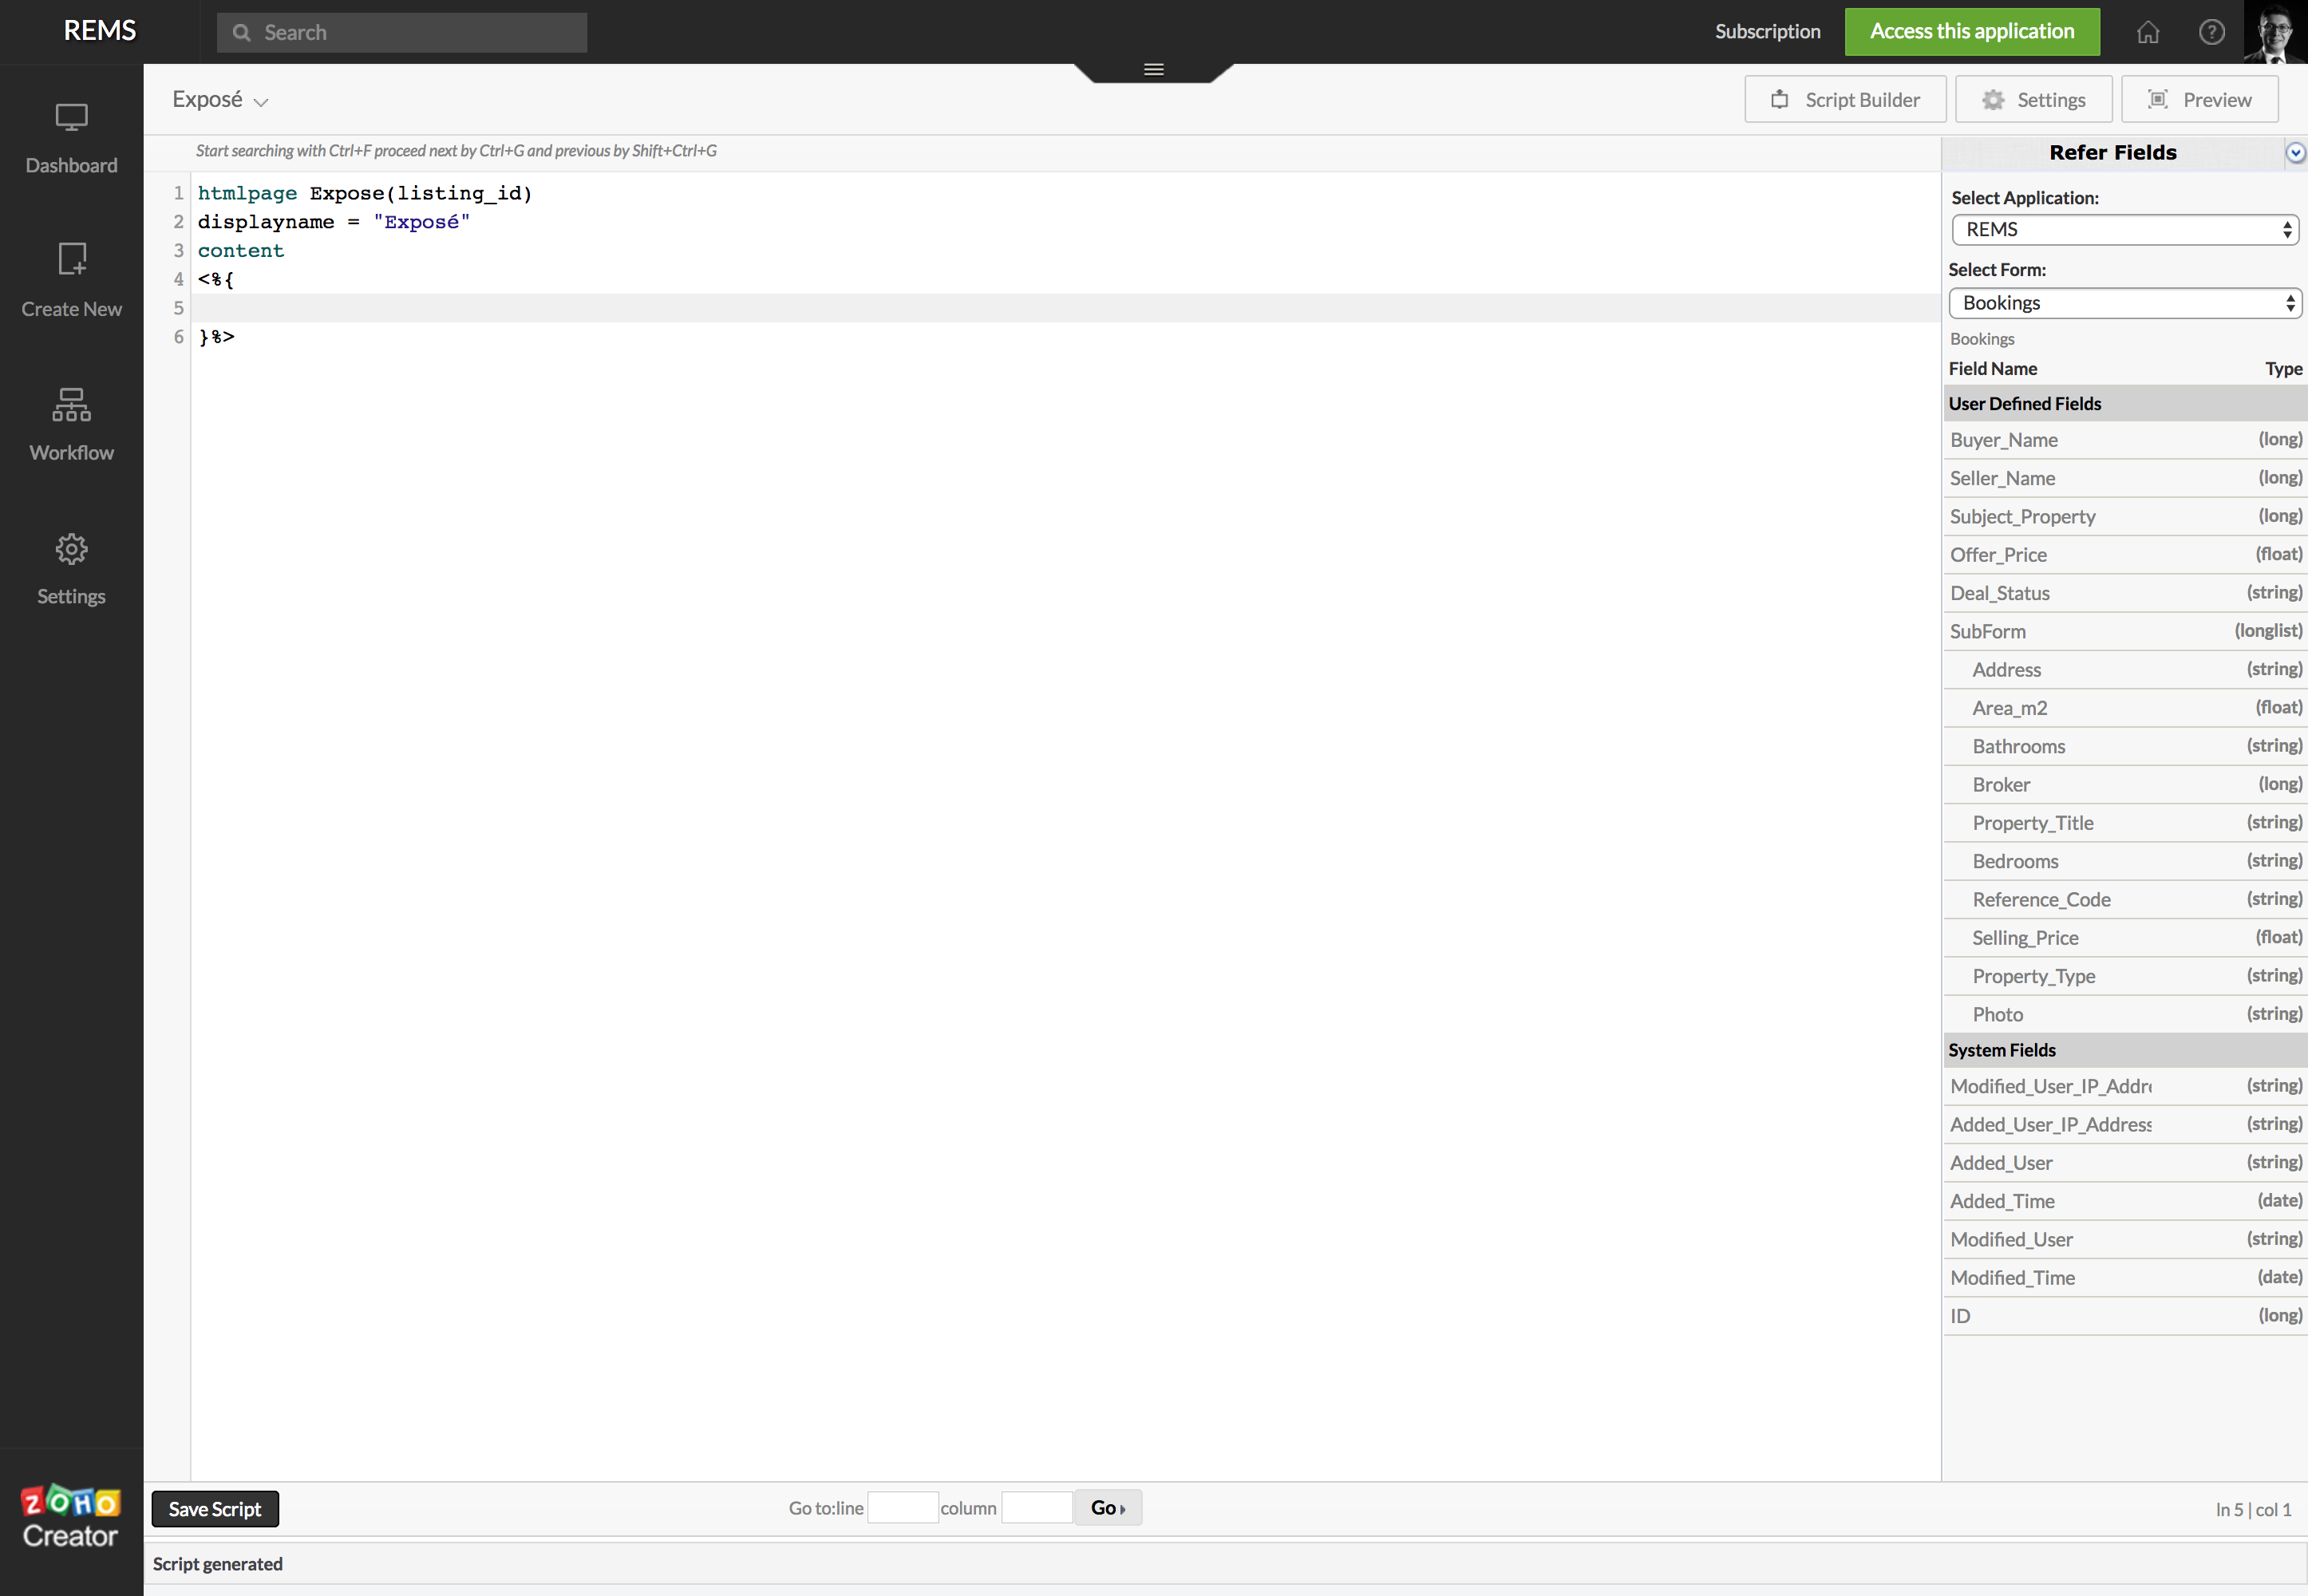 REMS
Search
Subscription
Access this application
Exposé
Script Builder
Settings
Preview
Dashboard
Create New
Workflow
Settings
Start searching with Ctrl+F proceed next by Ctrl+G and previous by Shift+Ctrl+G
1 htmlpage Expose(listing_id)
2 displayname = "Exposé"
3 content
4 <%{
5
6 }%>
Refer Fields
Select Application:
REMS
Select Form:
Bookings
Bookings
Field Name Type
User Defined Fields
Buyer_Name (long)
Seller_Name (long)
Subject_Property (long)
Offer_Price (float)
Deal_Status (string)
SubForm (longlist)
Address (string)
Area_m2 (float)
Bathrooms (string)
Broker (long)
Property_Title (string)
Bedrooms (string)
Reference_Code (string)
Selling_Price (float)
Property_Type (string)
Photo (string)
System Fields
Modified_User_IP_Addr (string)
Added_User_IP_Address (string)
Added_User (string)
Added_Time (date)
Modified_User (string)
Modified_Time (date)
ID (long)
ZOHO
Creator
Save Script
Go to:line column Go
ln 5 | col 1
Script generated